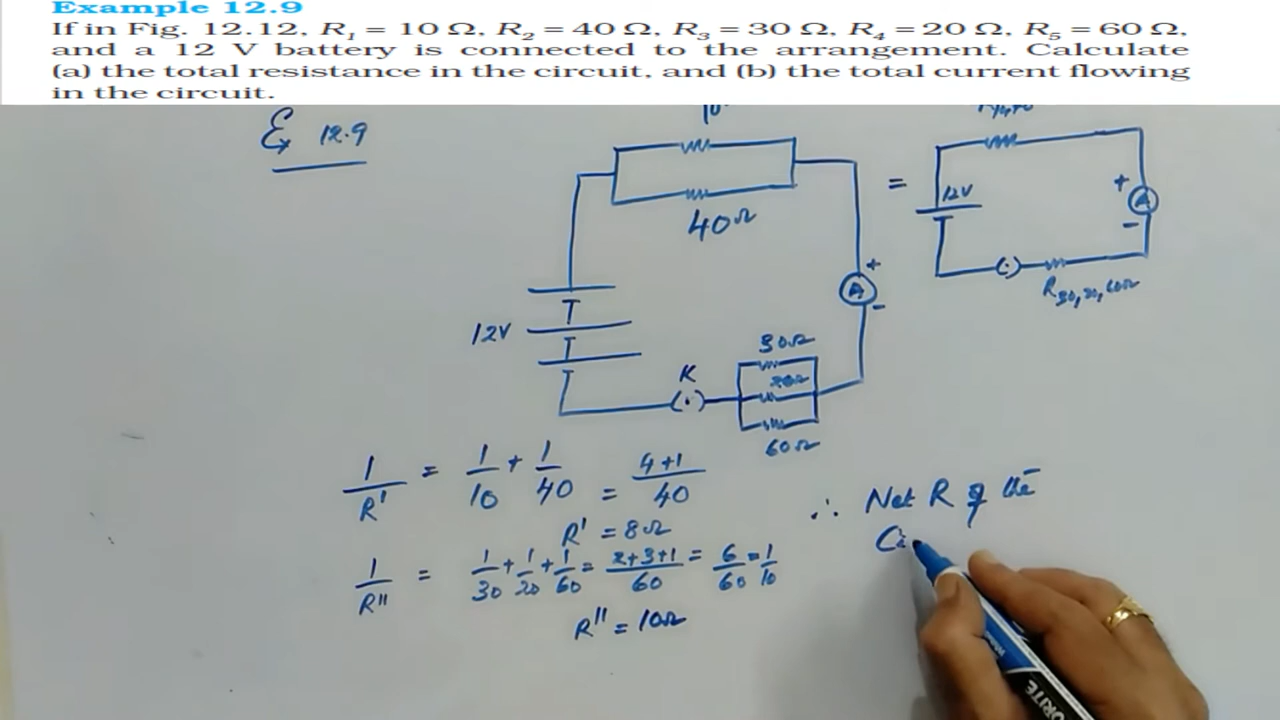 Example 12.9
If in Fig. 12.12, R₁ = 10 Ω, R₂ = 40 Ω, R₃ = 30 Ω, R₄ = 20 Ω, R₅ = 60 Ω,
and a 12 V battery is connected to the arrangement. Calculate
(a) the total resistance in the circuit, and (b) the total current flowing
in the circuit.
Ex 12.9
40Ω
=
12V
A
+
-
R30,20,60Ω
12V
K
A
+
-
30Ω
20Ω
60Ω
1/R' = 1/10 + 1/40 = 4+1/40
R' = 8Ω
1/R'' = 1/30 + 1/20 + 1/60 = 2+3+1/60 = 6/60 = 1/10
R'' = 10Ω
∴ Net R of the
Ci